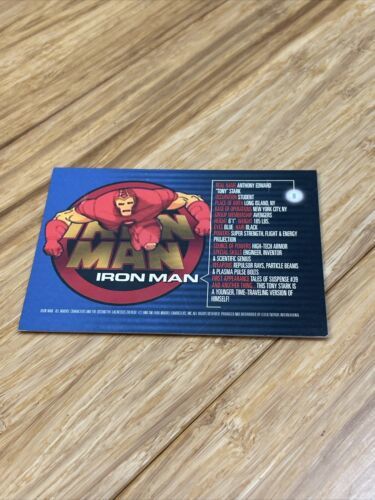 IRON
MAN
IRON MAN
REAL NAME ANTHONY EDWARD
"TONY" STARK
OCCUPATION STUDENT
PLACE OF BIRTH LONG ISLAND, NY
BASE OF OPERATIONS NEW YORK CITY, NY
GROUP MEMBERSHIP AVENGERS
HEIGHT 6'1" WEIGHT 185 LBS.
EYES BLUE HAIR BLACK
POWERS SUPER STRENGTH, FLIGHT & ENERGY
PROJECTION
SOURCE OF POWERS HIGH-TECH ARMOR
SPECIAL SKILLS ENGINEER, INVENTOR
& SCIENTIFIC GENIUS
WEAPONS REPULSOR RAYS, PARTICLE BEAMS
& PLASMA PULSE BOLTS
FIRST APPEARANCE TALES OF SUSPENSE #39
AND ANOTHER THING... THIS TONY STARK IS
A YOUNGER, TIME-TRAVELING VERSION OF
HIMSELF!